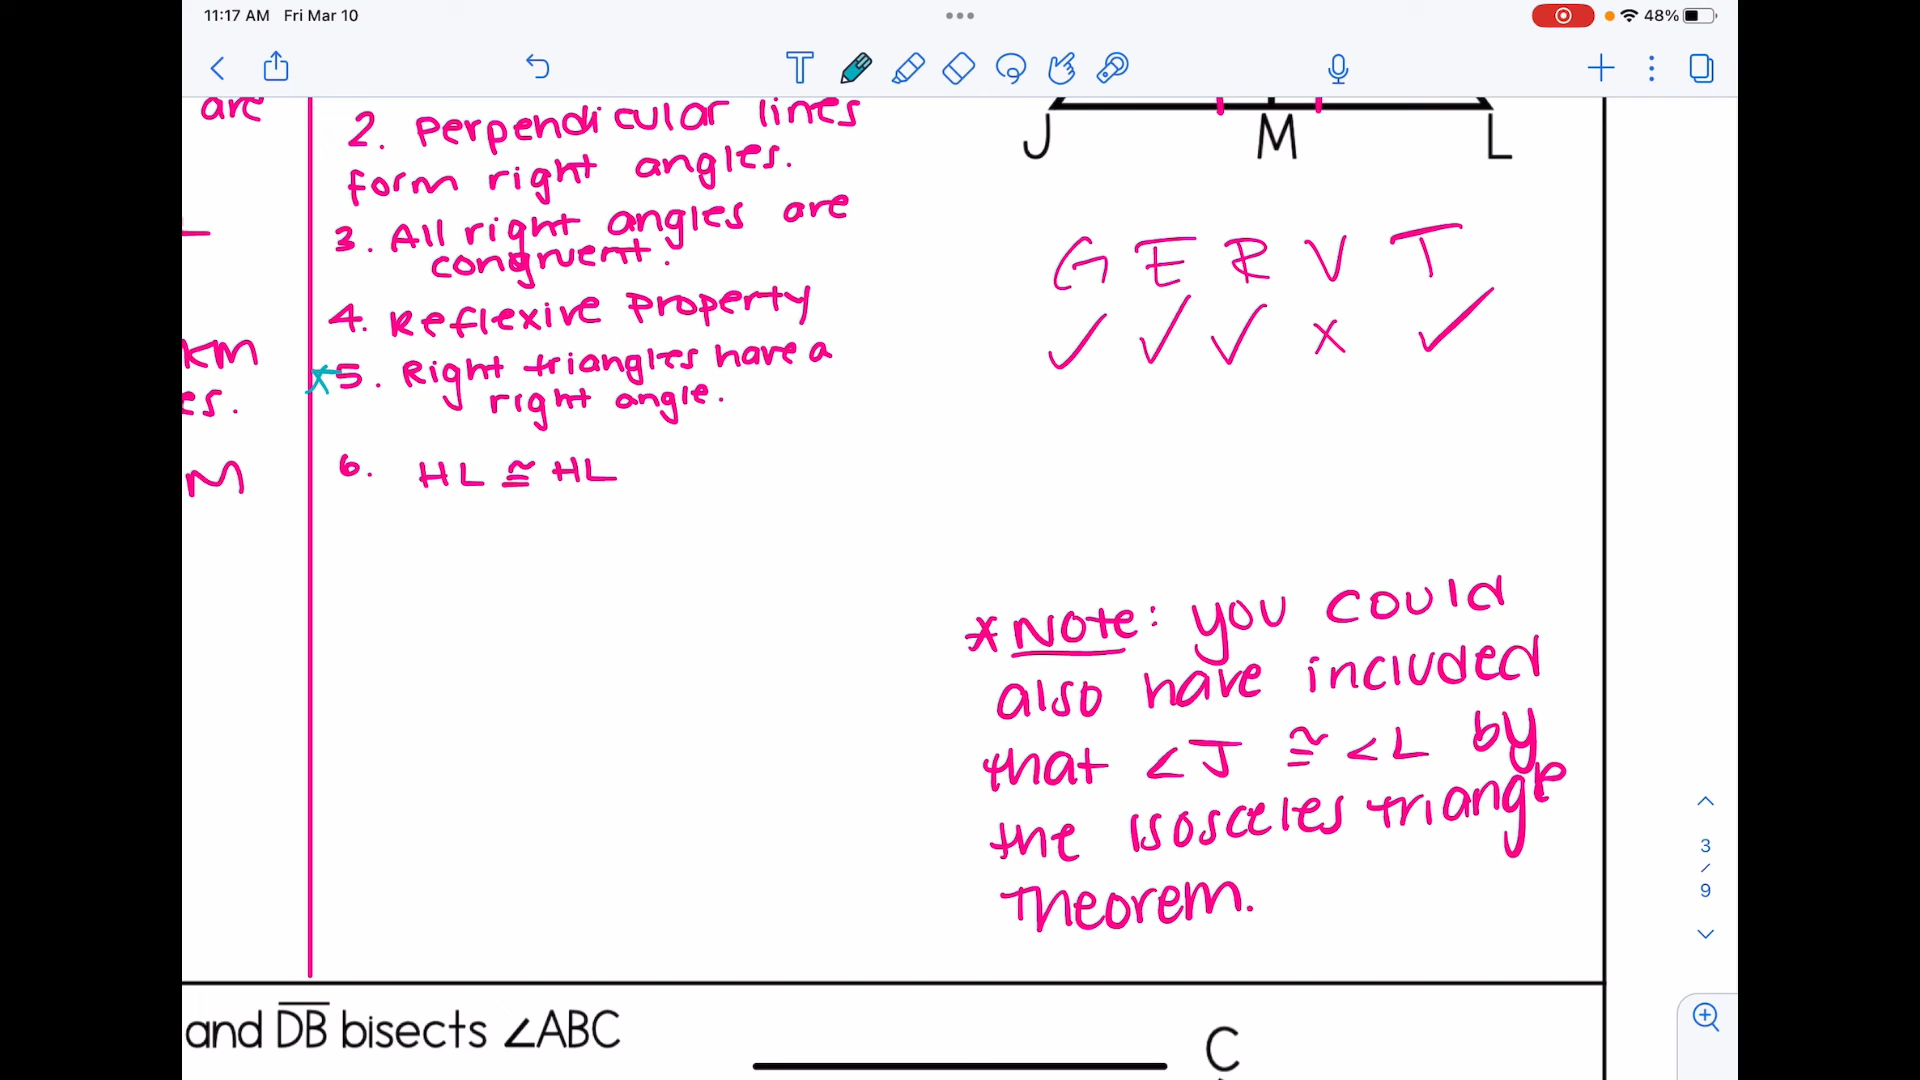 11:17 AM Fri Mar 10
48%
T
are
2. Perpendicular lines
form right angles.
3. All right angles are
congruent.
4. Reflexive Property
KM
*5. Right triangles have a
es.
right angle.
6. HL ≅ HL
M
J M L
G E R V T
✓ ✓ ✓ x ✓
*Note: you could
also have included
that <J ≅ <L by
the Isosceles triangle
Theorem.
3
/
9
and DB bisects ∠ABC
C